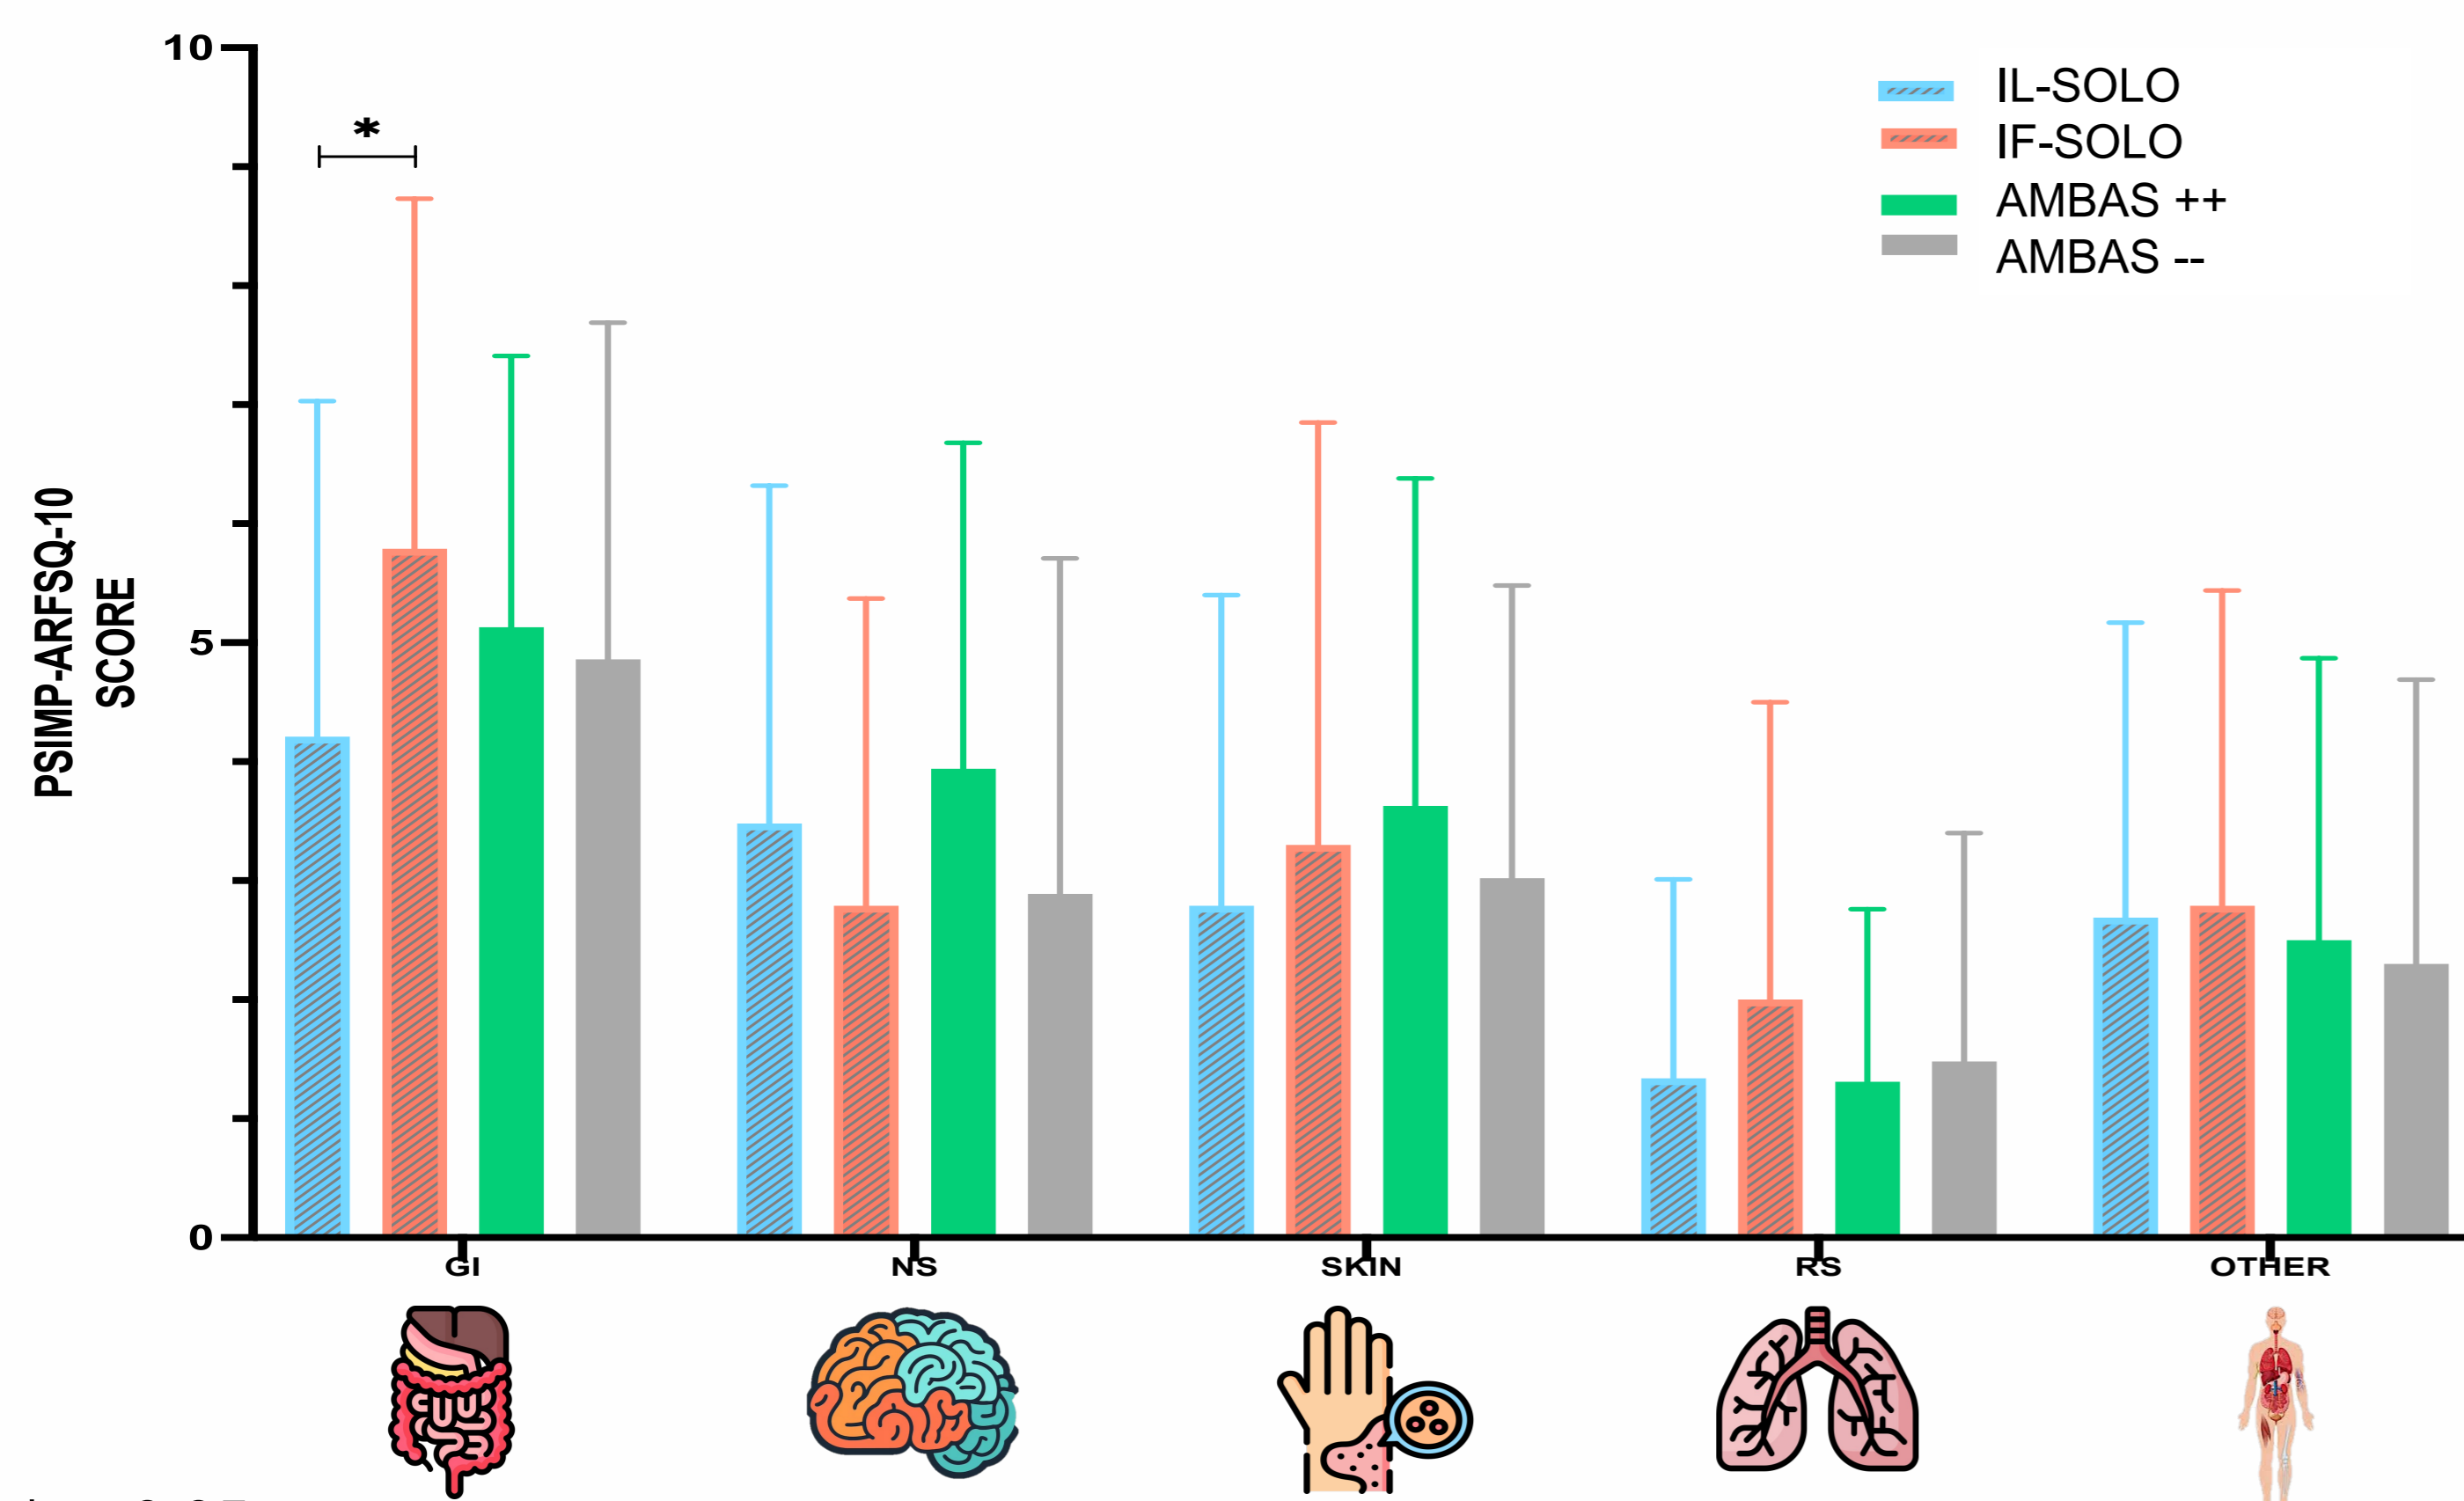 10
*
IL-SOLO
IF-SOLO
AMBAS ++
AMBAS --
PSIMP-ARFSQ-10
SCORE
5
0
GI
NS
SKIN
RS
OTHER